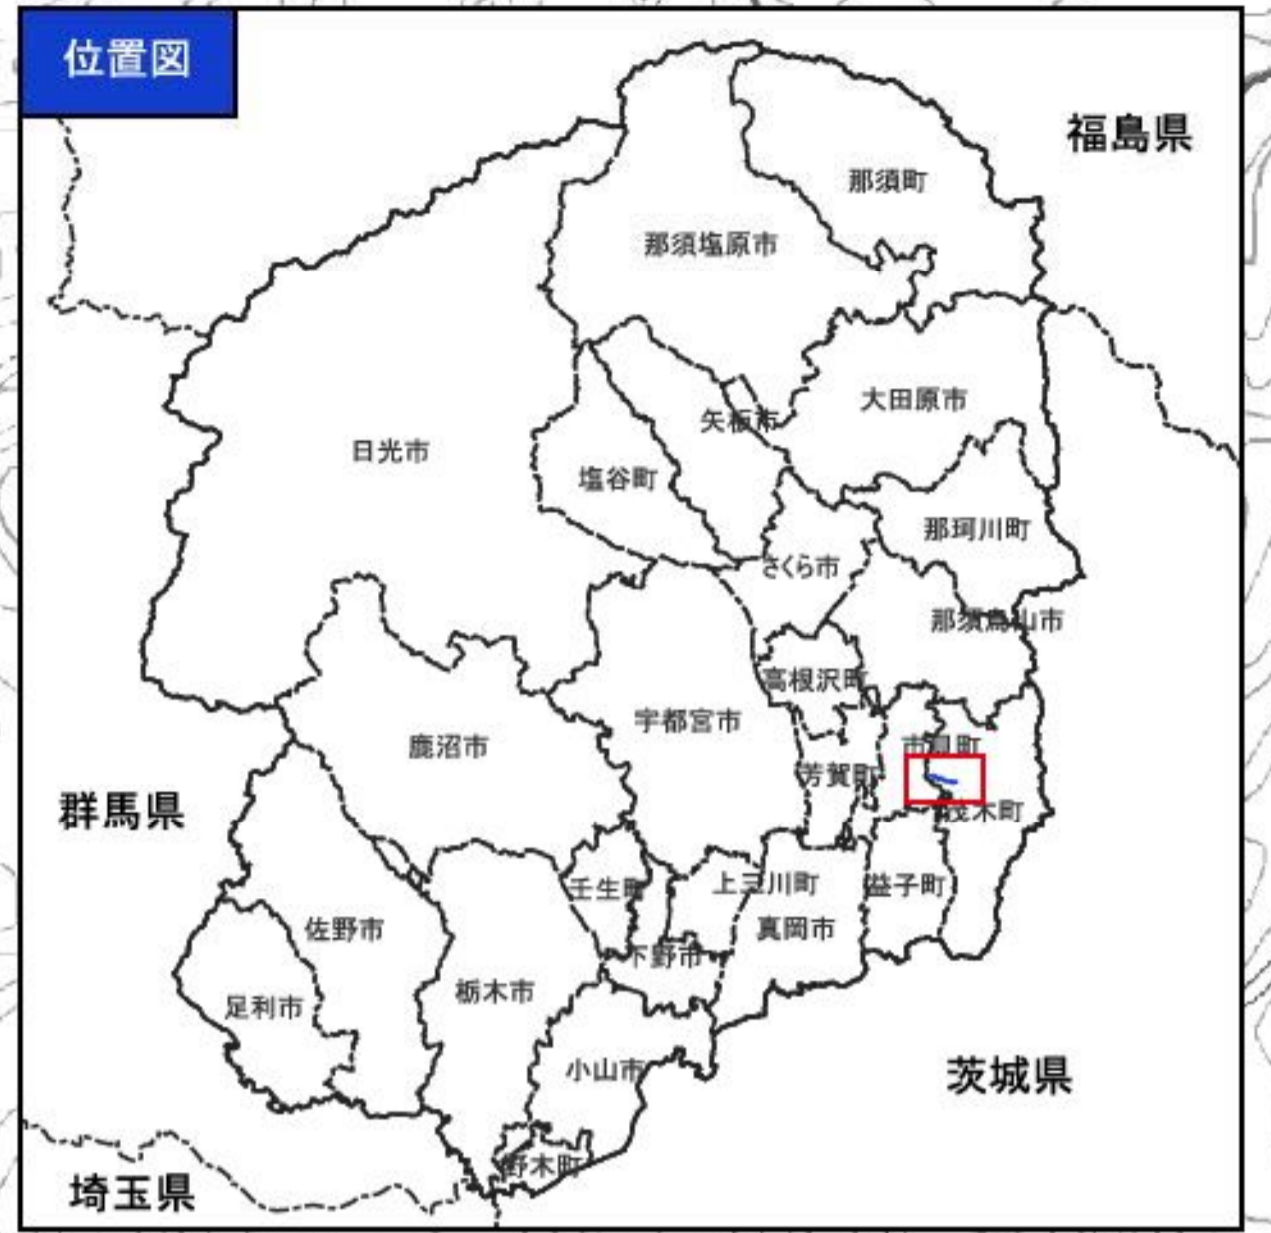 位置図
福島県
那須町
那須塩原市
大田原市
矢板市
日光市
塩谷町
那珂川町
さくら市
那須烏山市
高根沢町
宇都宮市
鹿沼市
市貝町
芳賀町
群馬県
茂木町
壬生町
上三川町
益子町
佐野市
真岡市
下野市
栃木市
足利市
小山市
茨城県
野木町
埼玉県